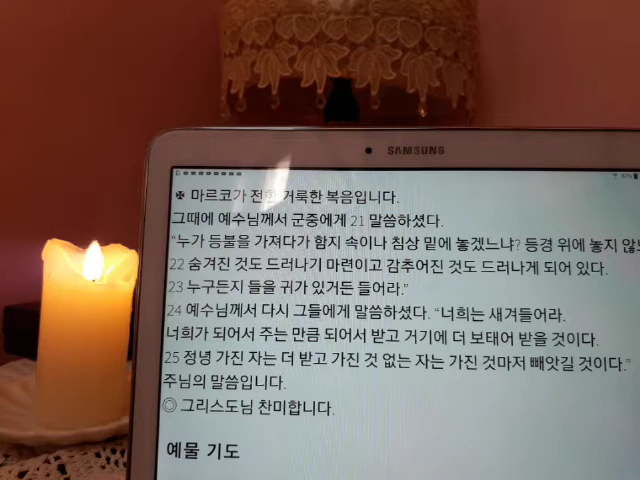 SAMSUNG
✠ 마르코가 전한 거룩한 복음입니다.
그때에 예수님께서 군중에게 21 말씀하셨다.
“누가 등불을 가져다가 함지 속이나 침상 밑에 놓겠느냐? 등경 위에 놓지
22 숨겨진 것도 드러나기 마련이고 감추어진 것도 드러나게 되어 있다.
23 누구든지 들을 귀가 있거든 들어라.”
24 예수님께서 다시 그들에게 말씀하셨다. “너희는 새겨들어라.
너희가 되어서 주는 만큼 되어서 받고 거기에 더 보태어 받을 것이다.
25 정녕 가진 자는 더 받고 가진 것 없는 자는 가진 것마저 빼앗길 것이다.”
주님의 말씀입니다.
◎ 그리스도님 찬미합니다.
예물 기도